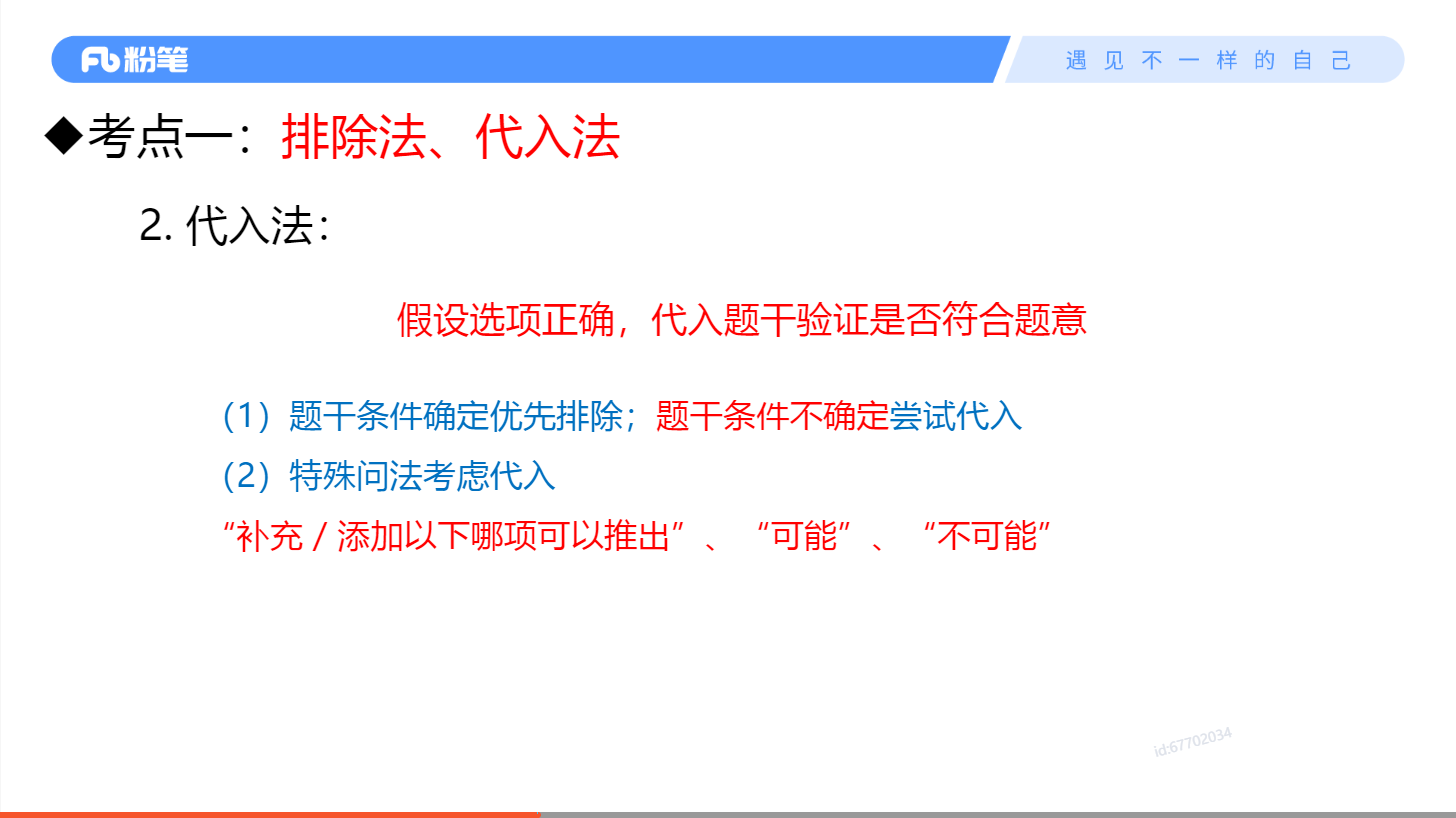 粉笔
遇见不一样的自己
◆考点一：排除法、代入法
2. 代入法：
假设选项正确，代入题干验证是否符合题意
（1）题干条件确定优先排除；题干条件不确定尝试代入
（2）特殊问法考虑代入
“补充 / 添加以下哪项可以推出”、“可能”、“不可能”
id:67702034